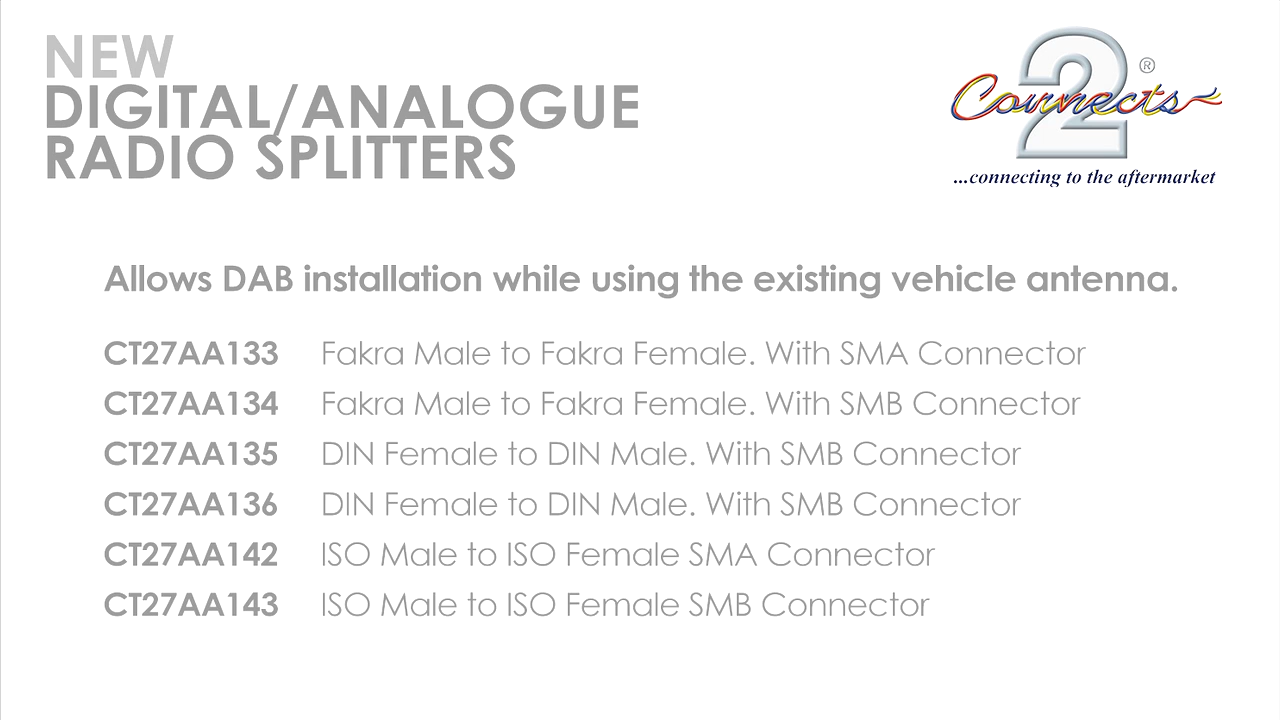 NEW
DIGITAL/ANALOGUE
RADIO SPLITTERS
2®
Connects
...connecting to the aftermarket
Allows DAB installation while using the existing vehicle antenna.
CT27AA133 Fakra Male to Fakra Female. With SMA Connector
CT27AA134 Fakra Male to Fakra Female. With SMB Connector
CT27AA135 DIN Female to DIN Male. With SMB Connector
CT27AA136 DIN Female to DIN Male. With SMB Connector
CT27AA142 ISO Male to ISO Female SMA Connector
CT27AA143 ISO Male to ISO Female SMB Connector